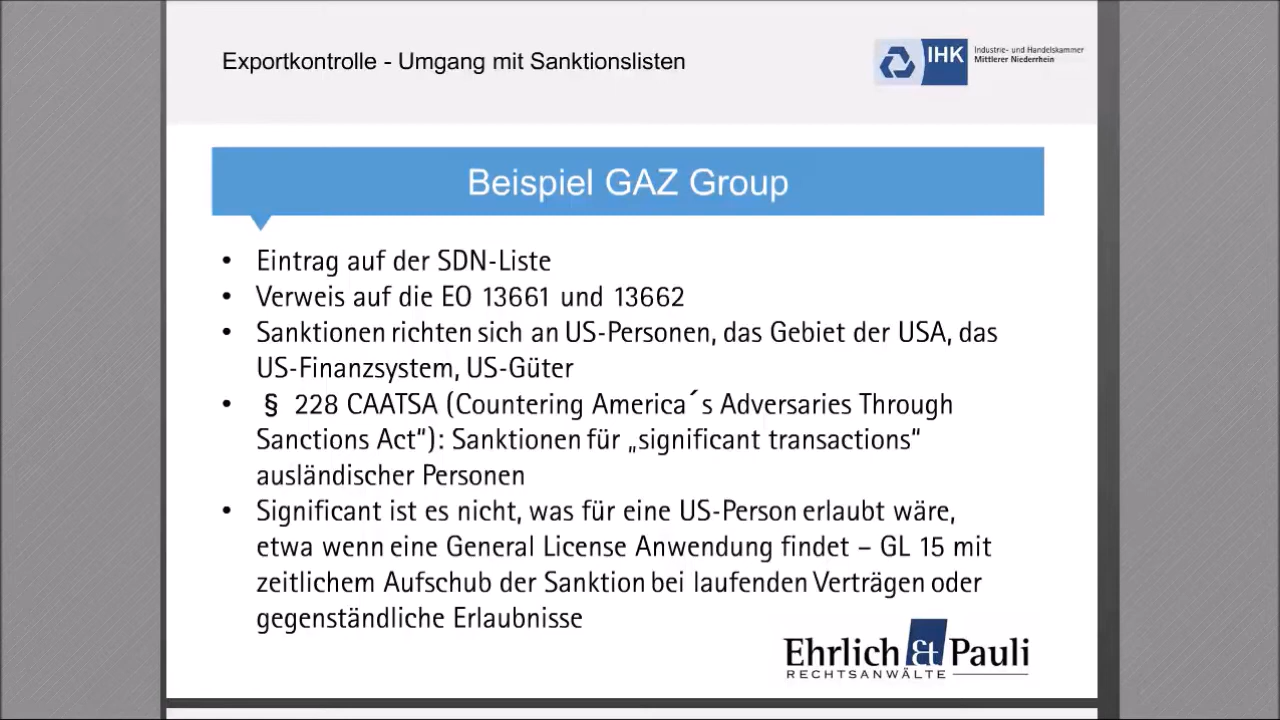 Exportkontrolle - Umgang mit Sanktionslisten
IHK
Industrie- und Handelskammer
Mittlerer Niederrhein
Beispiel GAZ Group
• Eintrag auf der SDN-Liste
• Verweis auf die EO 13661 und 13662
• Sanktionen richten sich an US-Personen, das Gebiet der USA, das
US-Finanzsystem, US-Güter
• § 228 CAATSA (Countering America´s Adversaries Through
Sanctions Act“): Sanktionen für „significant transactions“
ausländischer Personen
• Significant ist es nicht, was für eine US-Person erlaubt wäre,
etwa wenn eine General License Anwendung findet – GL 15 mit
zeitlichem Aufschub der Sanktion bei laufenden Verträgen oder
gegenständliche Erlaubnisse
Ehrlich & Pauli
RECHTSANWÄLTE